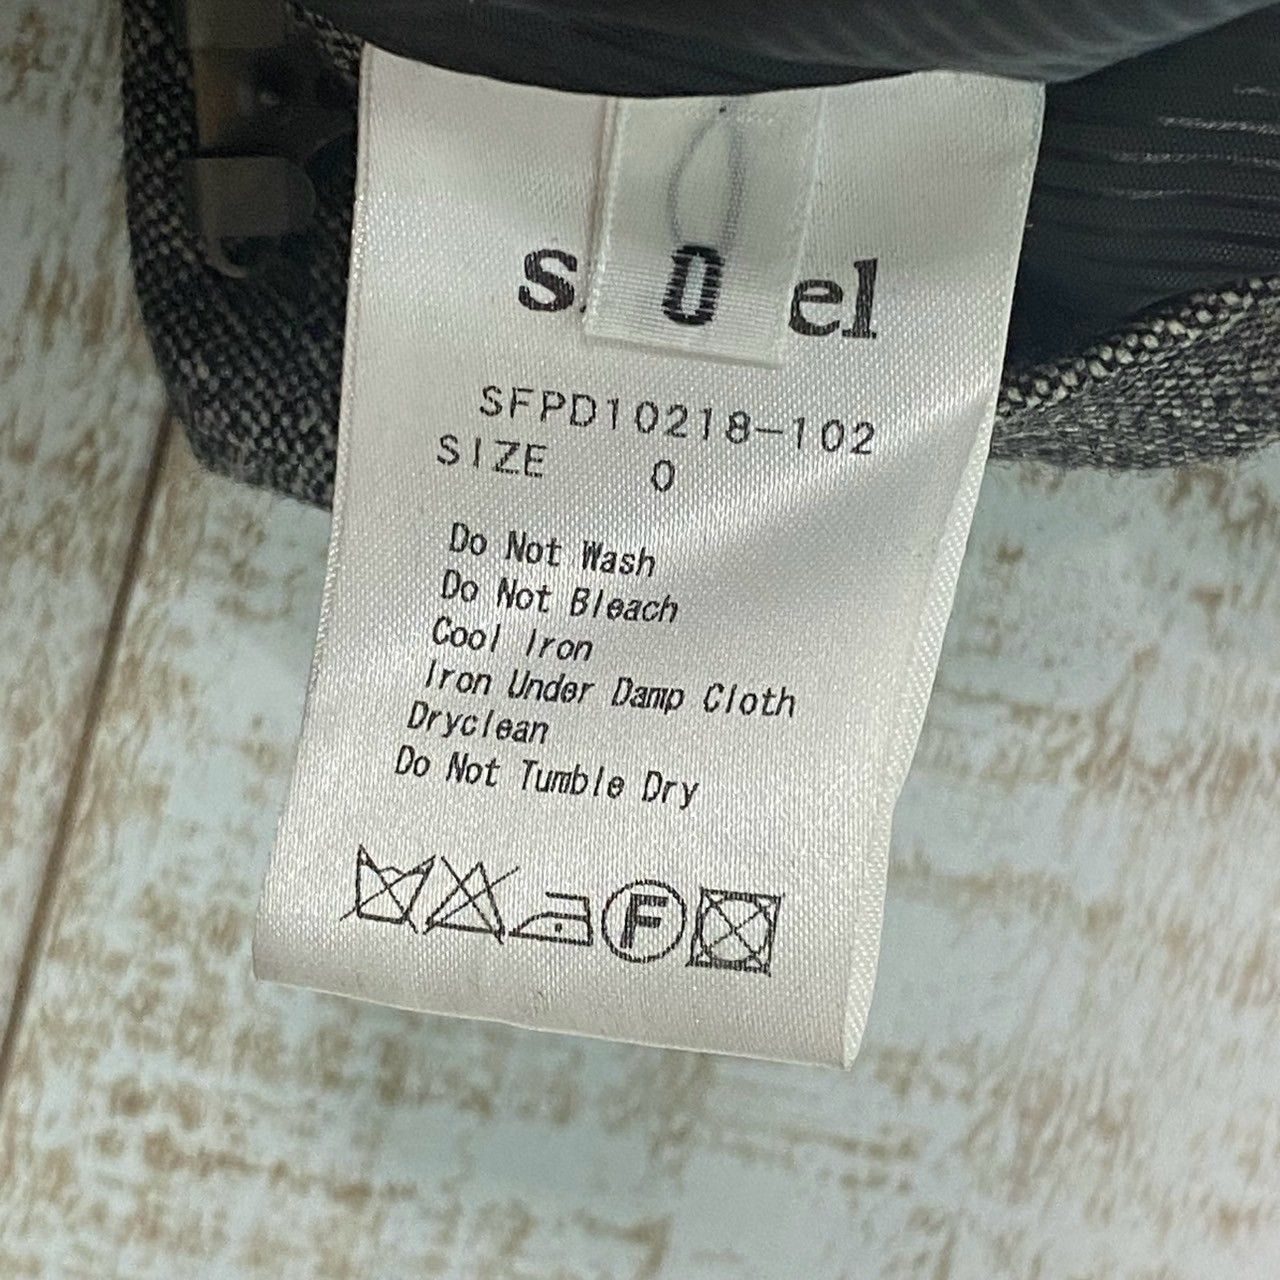 0
SFPD10218-102
SIZE 0
Do Not Wash
Do Not Bleach
Cool Iron
Iron Under Damp Cloth
Dryclean
Do Not Tumble Dry
F